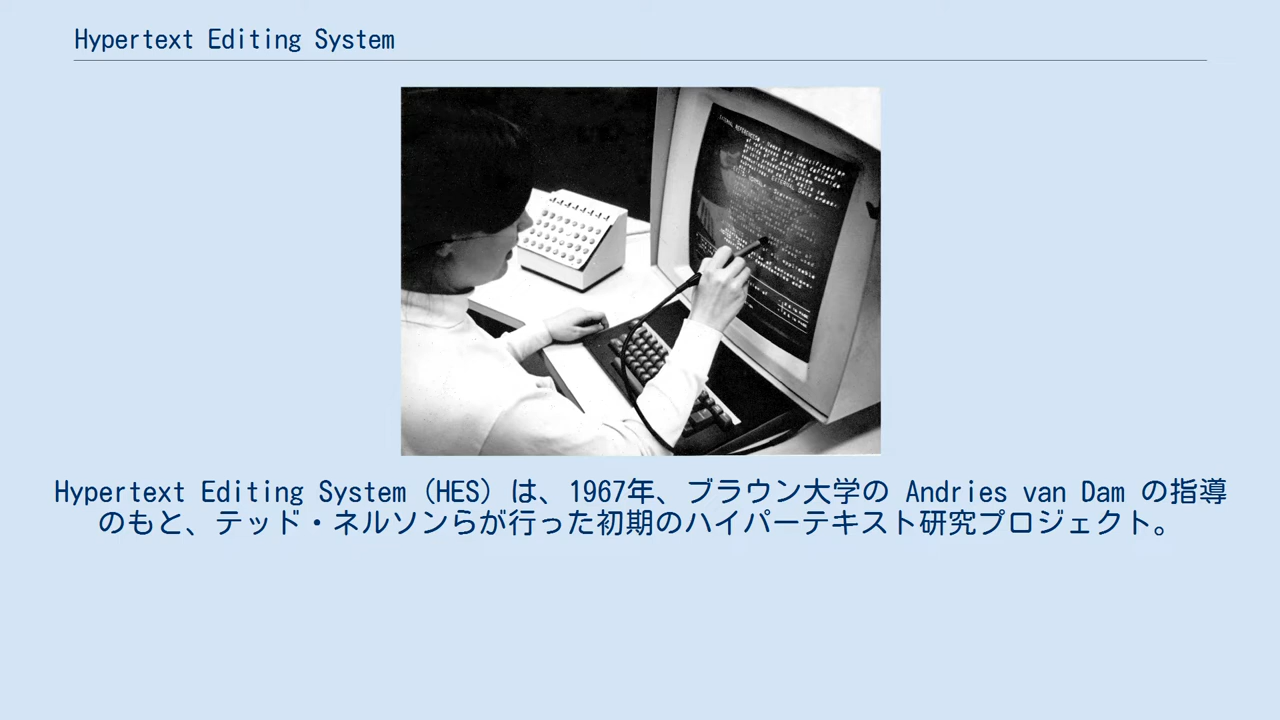 Hypertext Editing System
Hypertext Editing System（HES）は、1967年、ブラウン大学の Andries van Dam の指導
のもと、テッド・ネルソンらが行った初期のハイパーテキスト研究プロジェクト。